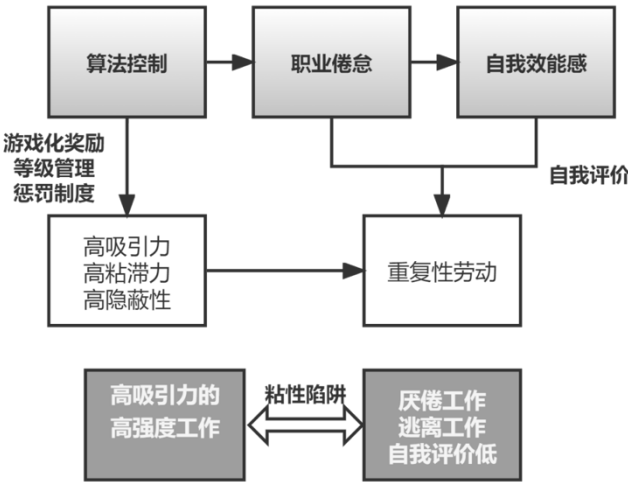 算法控制
职业倦怠
自我效能感
游戏化奖励
等级管理
惩罚制度
自我评价
高吸引力
高粘滞力
高隐蔽性
重复性劳动
高吸引力的
高强度工作
粘性陷阱
厌倦工作
逃离工作
自我评价低